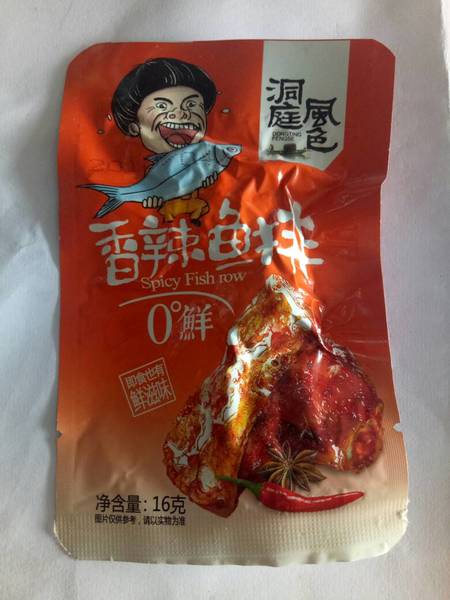 洞庭
風色
DONGTING
FENGSE
香辣鱼排
Spicy Fish row
0°鮮
即食也有
鲜滋味
净含量：16克
图片仅供参考，请以实物为准